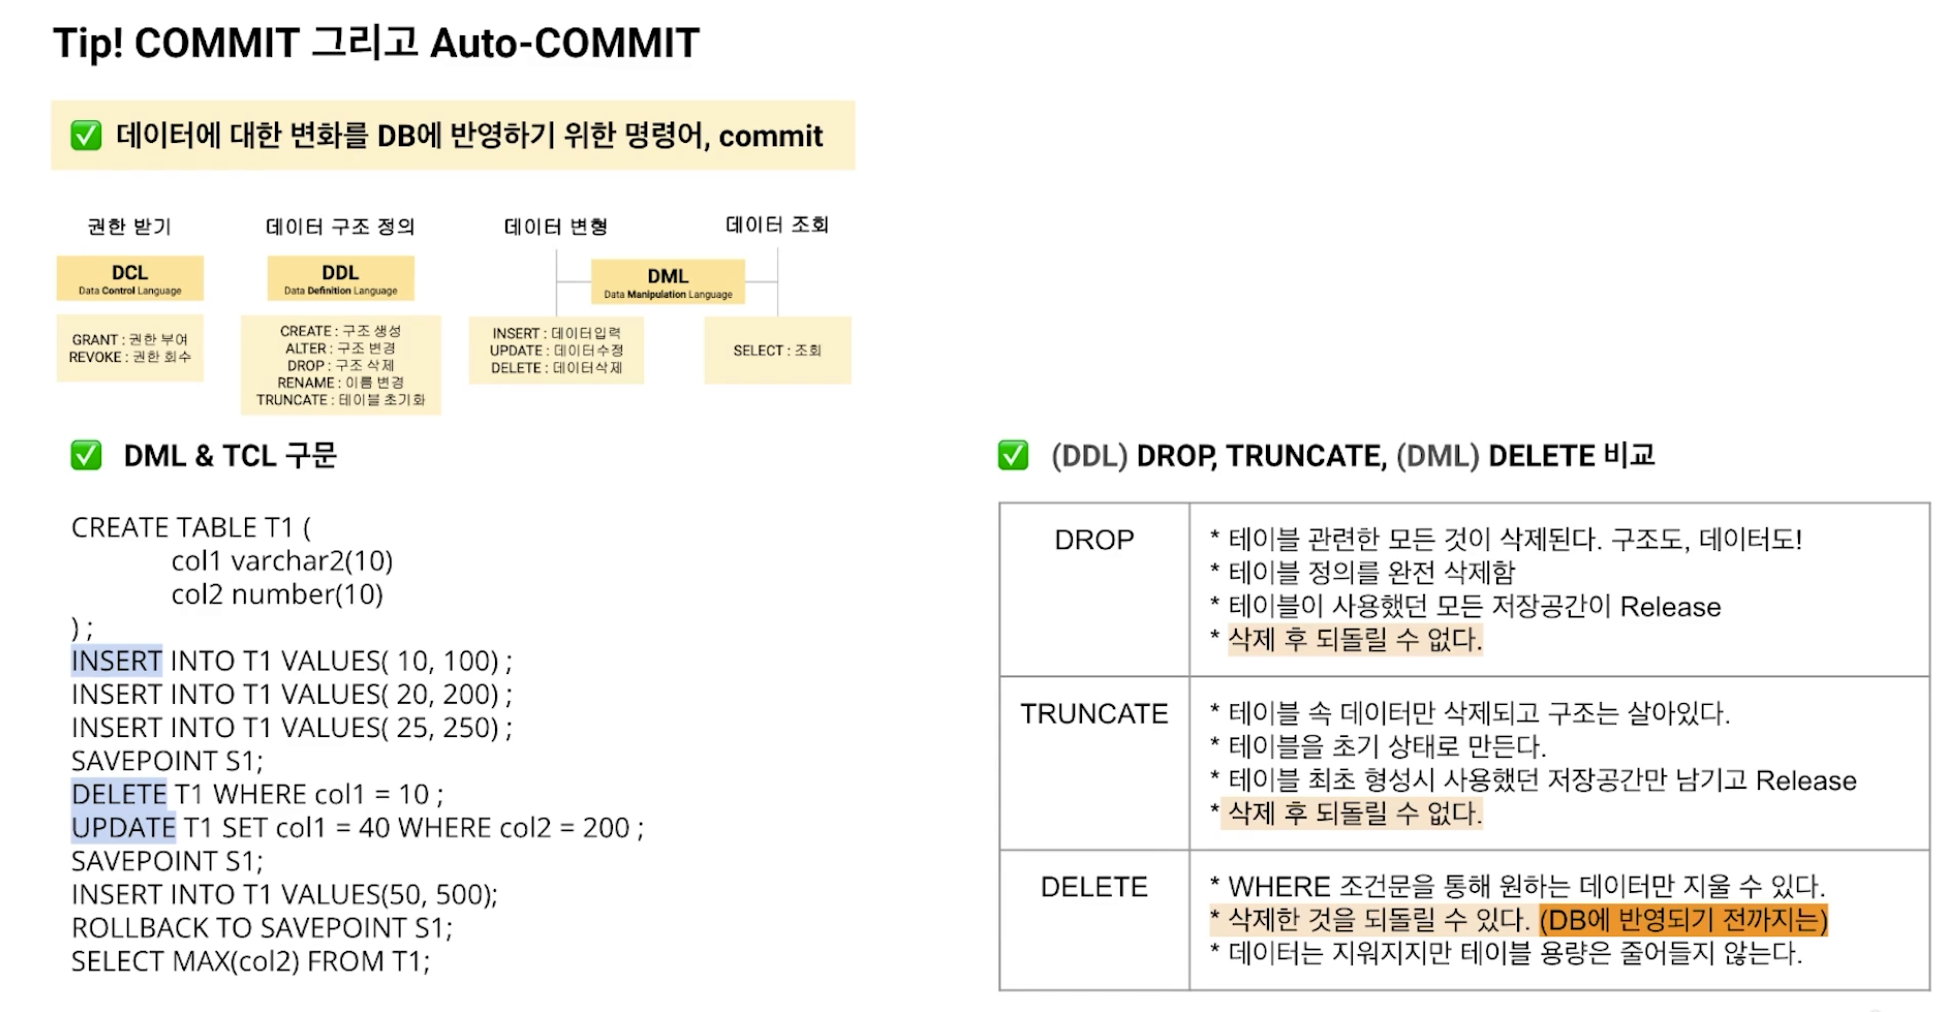 Tip! COMMIT 그리고 Auto-COMMIT
✅ 데이터에 대한 변화를 DB에 반영하기 위한 명령어, commit
권한 받기
DCL
Data Control Language
GRANT : 권한 부여
REVOKE : 권한 회수
데이터 구조 정의
DDL
Data Definition Language
CREATE : 구조 생성
ALTER : 구조 변경
DROP : 구조 삭제
RENAME : 이름 변경
TRUNCATE : 테이블 초기화
데이터 변형
데이터 조회
DML
Data Manipulation Language
INSERT : 데이터입력
UPDATE : 데이터수정
DELETE : 데이터삭제
SELECT : 조회
✅ DML & TCL 구문
CREATE TABLE T1 (
col1 varchar2(10)
col2 number(10)
) ;
INSERT INTO T1 VALUES( 10, 100) ;
INSERT INTO T1 VALUES( 20, 200) ;
INSERT INTO T1 VALUES( 25, 250) ;
SAVEPOINT S1;
DELETE T1 WHERE col1 = 10 ;
UPDATE T1 SET col1 = 40 WHERE col2 = 200 ;
SAVEPOINT S1;
INSERT INTO T1 VALUES(50, 500);
ROLLBACK TO SAVEPOINT S1;
SELECT MAX(col2) FROM T1;
✅ (DDL) DROP, TRUNCATE, (DML) DELETE 비교
DROP
* 테이블 관련한 모든 것이 삭제된다. 구조도, 데이터도!
* 테이블 정의를 완전 삭제함
* 테이블이 사용했던 모든 저장공간이 Release
* 삭제 후 되돌릴 수 없다.
TRUNCATE
* 테이블 속 데이터만 삭제되고 구조는 살아있다.
* 테이블을 초기 상태로 만든다.
* 테이블 최초 형성시 사용했던 저장공간만 남기고 Release
* 삭제 후 되돌릴 수 없다.
DELETE
* WHERE 조건문을 통해 원하는 데이터만 지울 수 있다.
* 삭제한 것을 되돌릴 수 있다. (DB에 반영되기 전까지는)
* 데이터는 지워지지만 테이블 용량은 줄어들지 않는다.